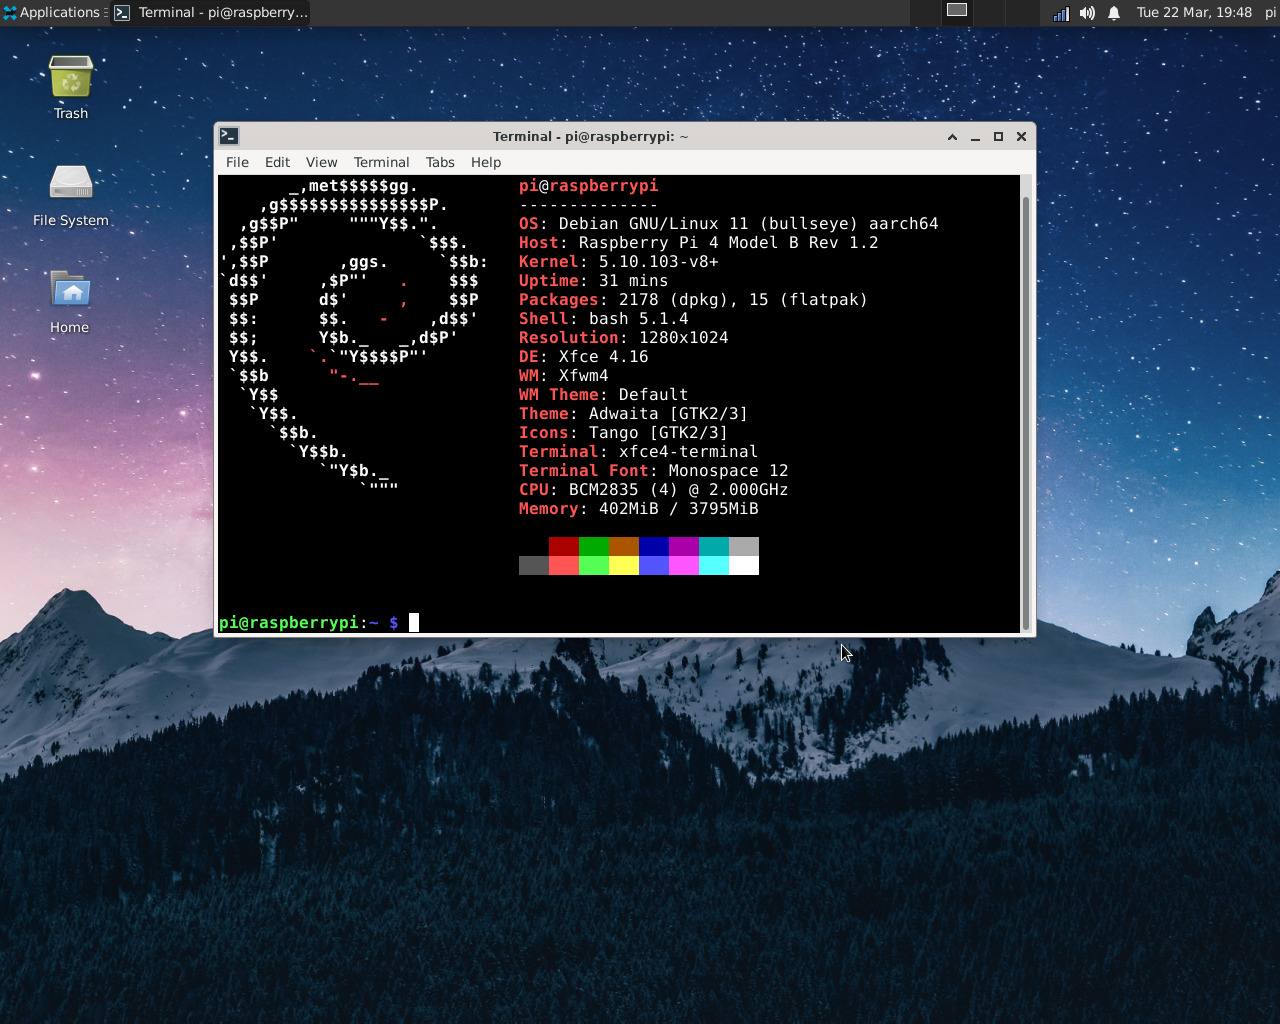 Applications
Terminal - pi@raspberry...
Tue 22 Mar, 19:48
pi
Trash
File System
Home
Terminal - pi@raspberrypi: ~
File Edit View Terminal Tabs Help
_,met$$$$$gg.
,g$$$$$$$$$$$$$$$P.
,g$$P" """Y$$.".
,$$P' `$$$.
',$$P ,ggs. `$$b:
`d$$' ,$P"' . $$$
$$P d$' , $$P
$$: $$. - ,d$$'
$$; Y$b._ _,d$P'
Y$$. `.`"Y$$$$P"'
`$$b "-.__
`Y$$
`Y$$.
`$$b.
`Y$$b.
`"Y$b._
`"""
pi@raspberrypi
--------------
OS: Debian GNU/Linux 11 (bullseye) aarch64
Host: Raspberry Pi 4 Model B Rev 1.2
Kernel: 5.10.103-v8+
Uptime: 31 mins
Packages: 2178 (dpkg), 15 (flatpak)
Shell: bash 5.1.4
Resolution: 1280x1024
DE: Xfce 4.16
WM: Xfwm4
WM Theme: Default
Theme: Adwaita [GTK2/3]
Icons: Tango [GTK2/3]
Terminal: xfce4-terminal
Terminal Font: Monospace 12
CPU: BCM2835 (4) @ 2.000GHz
Memory: 402MiB / 3795MiB
pi@raspberrypi:~ $